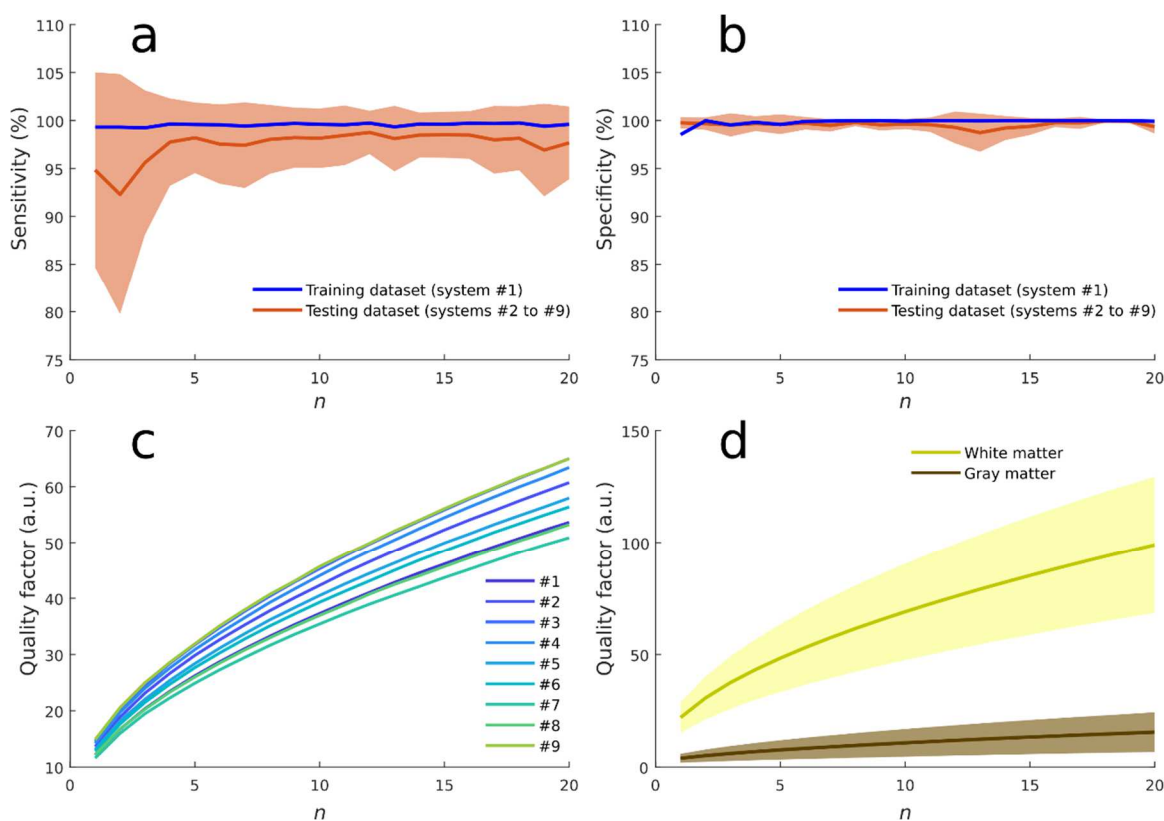 a
110
105
100
95
90
85
80
75
Sensitivity (%)
Training dataset (system #1)
Testing dataset (systems #2 to #9)
0 5 10 15 20
n
b
110
105
100
95
90
85
80
75
Specificity (%)
Training dataset (system #1)
Testing dataset (systems #2 to #9)
0 5 10 15 20
n
c
70
60
50
40
30
20
10
Quality factor (a.u.)
#1
#2
#3
#4
#5
#6
#7
#8
#9
0 5 10 15 20
n
d
150
100
50
0
Quality factor (a.u.)
White matter
Gray matter
0 5 10 15 20
n